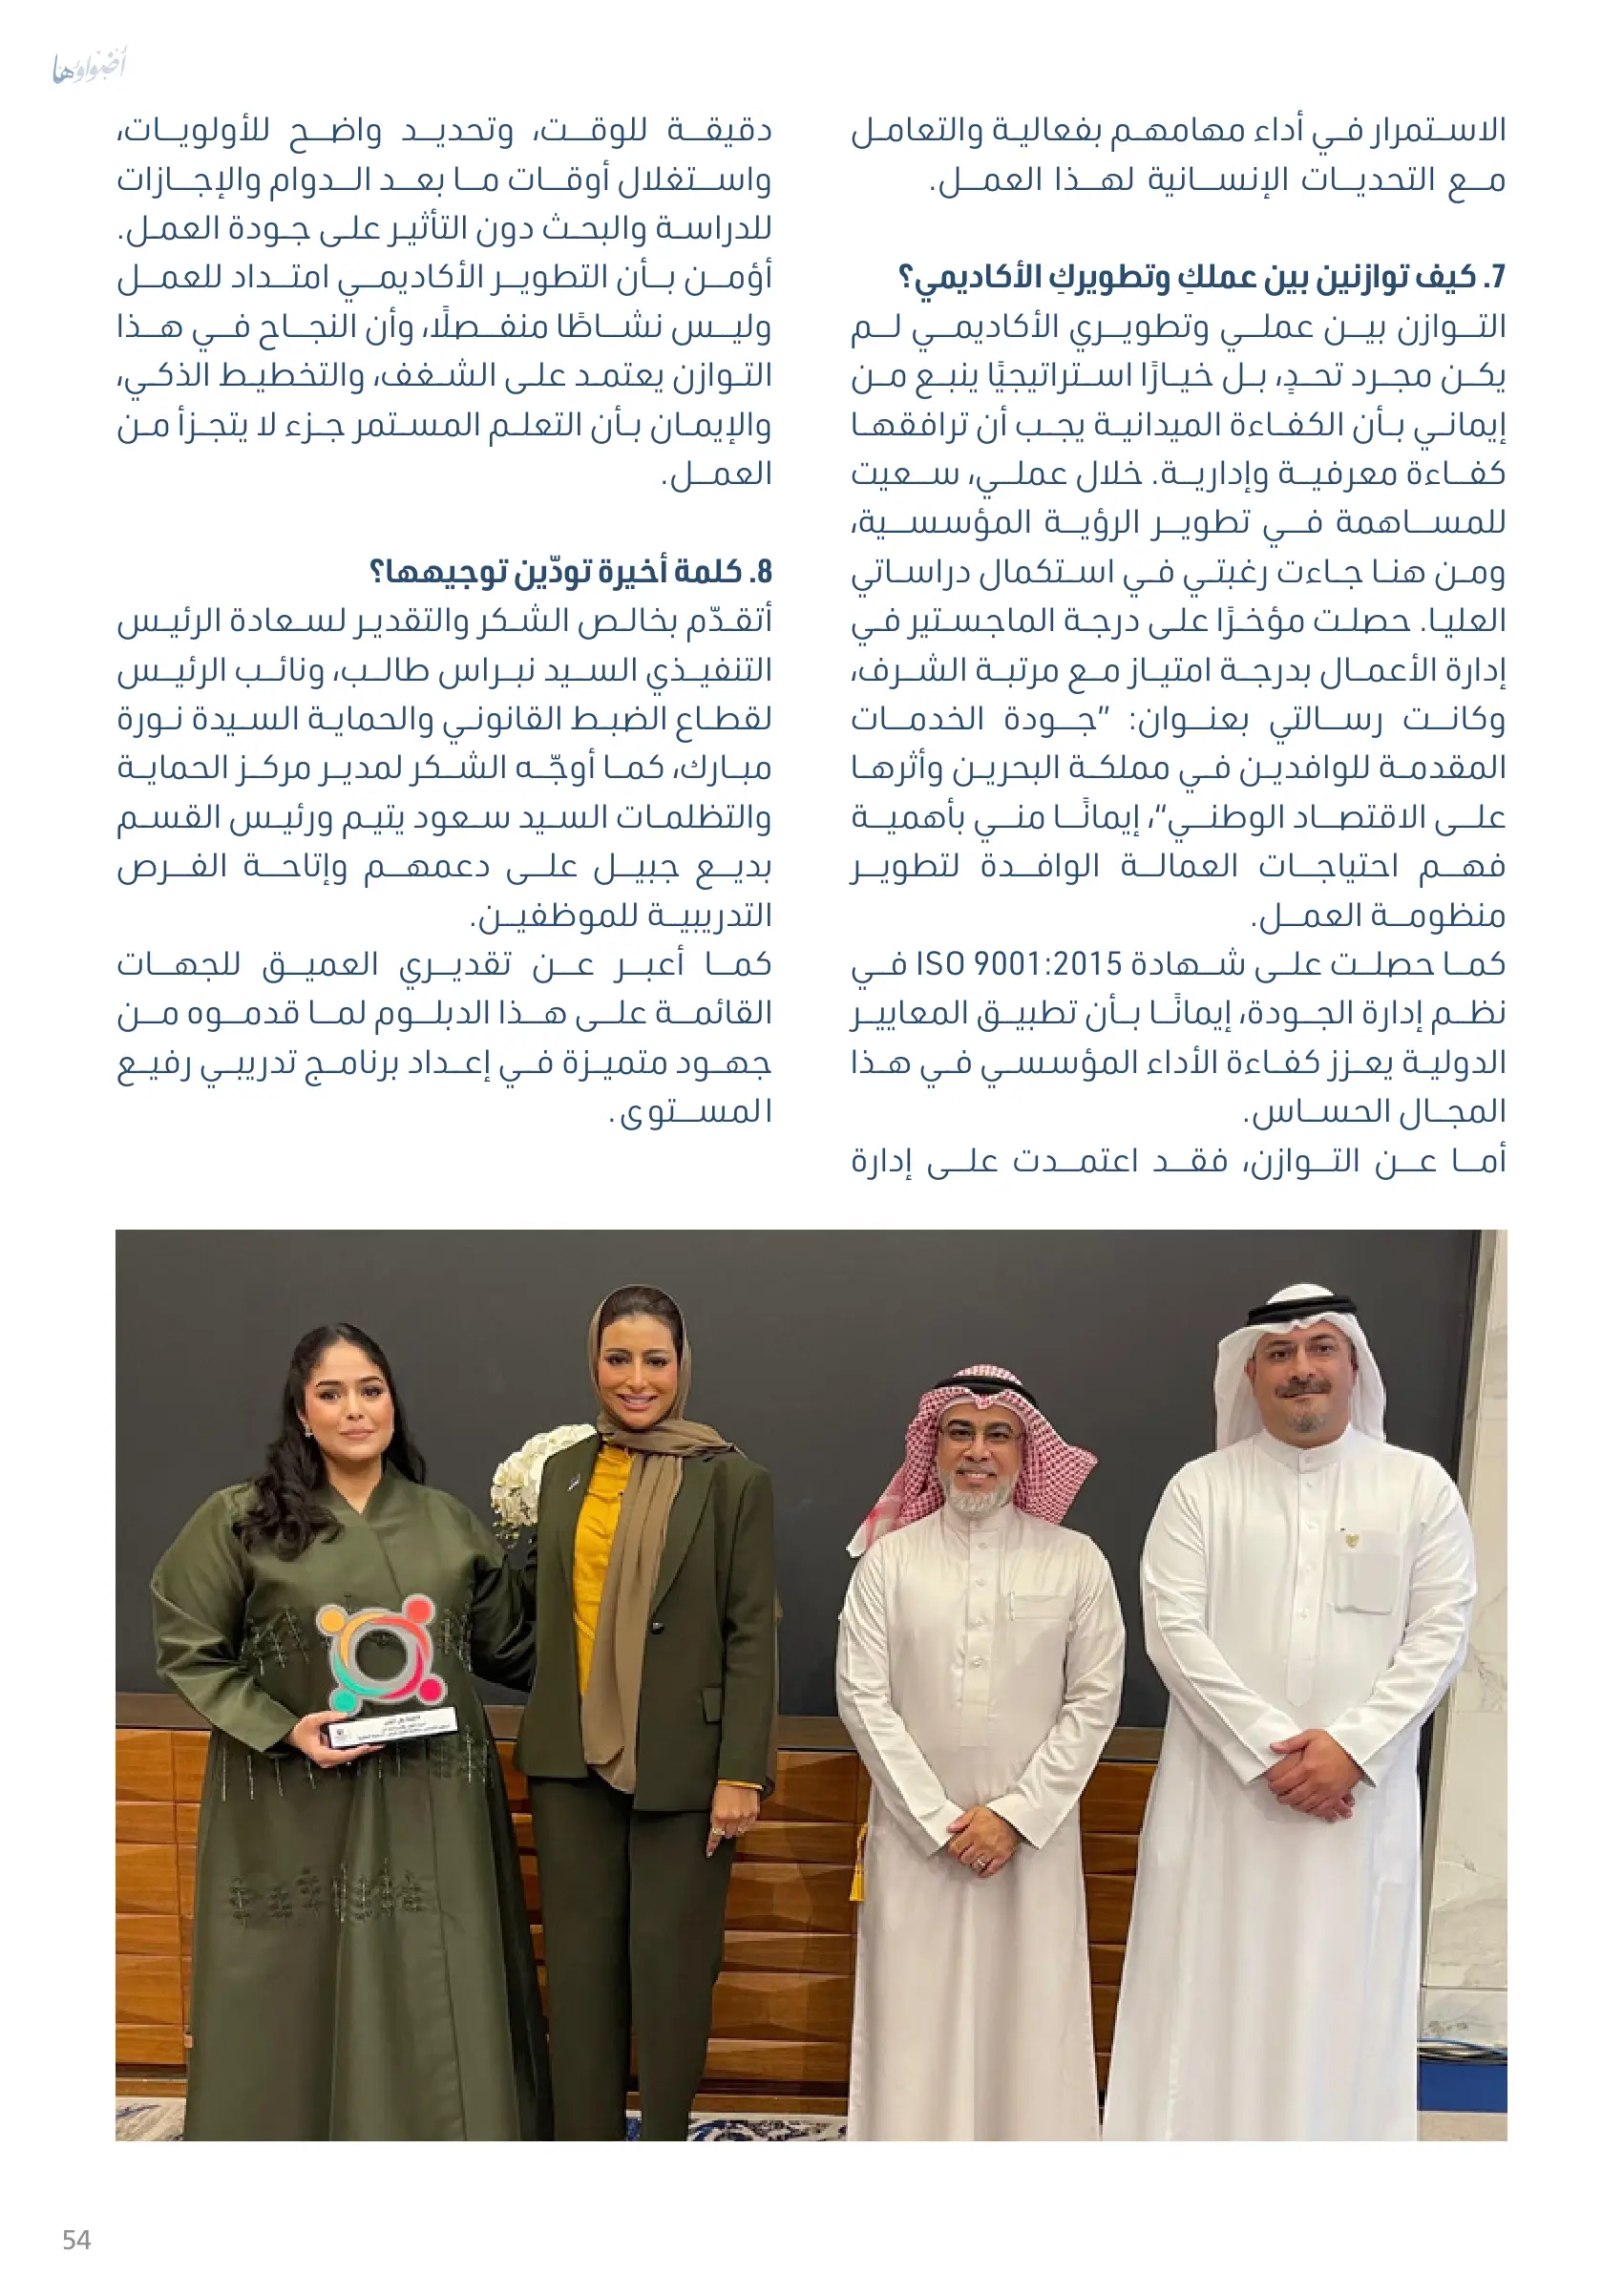 أضواؤها
الاستمرار في أداء مهامهم بفعالية والتعامل
مع التحديات الإنسانية لهذا العمل.
7. كيف توازنين بين عملكِ وتطويركِ الأكاديمي؟
التوازن بين عملي وتطويري الأكاديمي لم
يكن مجرد تحدٍ، بل خيارًا استراتيجيًا ينبع من
إيماني بأن الكفاءة الميدانية يجب أن ترافقها
كفاءة معرفية وإدارية. خلال عملي، سعيت
للمساهمة في تطوير الرؤية المؤسسية،
ومن هنا جاءت رغبتي في استكمال دراساتي
العليا. حصلت مؤخرًا على درجة الماجستير في
إدارة الأعمال بدرجة امتياز مع مرتبة الشرف،
وكانت رسالتي بعنوان: ”جودة الخدمات
المقدمة للوافدين في مملكة البحرين وأثرها
على الاقتصاد الوطني“، إيمانًا مني بأهمية
فهم احتياجات العمالة الوافدة لتطوير
منظومة العمل.
كما حصلت على شهادة ISO 9001:2015 في
نظم إدارة الجودة، إيمانًا بأن تطبيق المعايير
الدولية يعزز كفاءة الأداء المؤسسي في هذا
المجال الحساس.
أما عن التوازن، فقد اعتمدت على إدارة
دقيقة للوقت، وتحديد واضح للأولويات،
واستغلال أوقات ما بعد الدوام والإجازات
للدراسة والبحث دون التأثير على جودة العمل.
أؤمن بأن التطوير الأكاديمي امتداد للعمل
وليس نشاطًا منفصلًا، وأن النجاح في هذا
التوازن يعتمد على الشغف، والتخطيط الذكي،
والإيمان بأن التعلم المستمر جزء لا يتجزأ من
العمل.
8. كلمة أخيرة تودّين توجيهها؟
أتقدّم بخالص الشكر والتقدير لسعادة الرئيس
التنفيذي السيد نبراس طالب، ونائب الرئيس
لقطاع الضبط القانوني والحماية السيدة نورة
مبارك، كما أوجّه الشكر لمدير مركز الحماية
والتظلمات السيد سعود يتيم ورئيس القسم
بديع جبيل على دعمهم وإتاحة الفرص
التدريبية للموظفين.
كما أعبر عن تقديري العميق للجهات
القائمة على هذا الدبلوم لما قدموه من
جهود متميزة في إعداد برنامج تدريبي رفيع
المستوى.
54